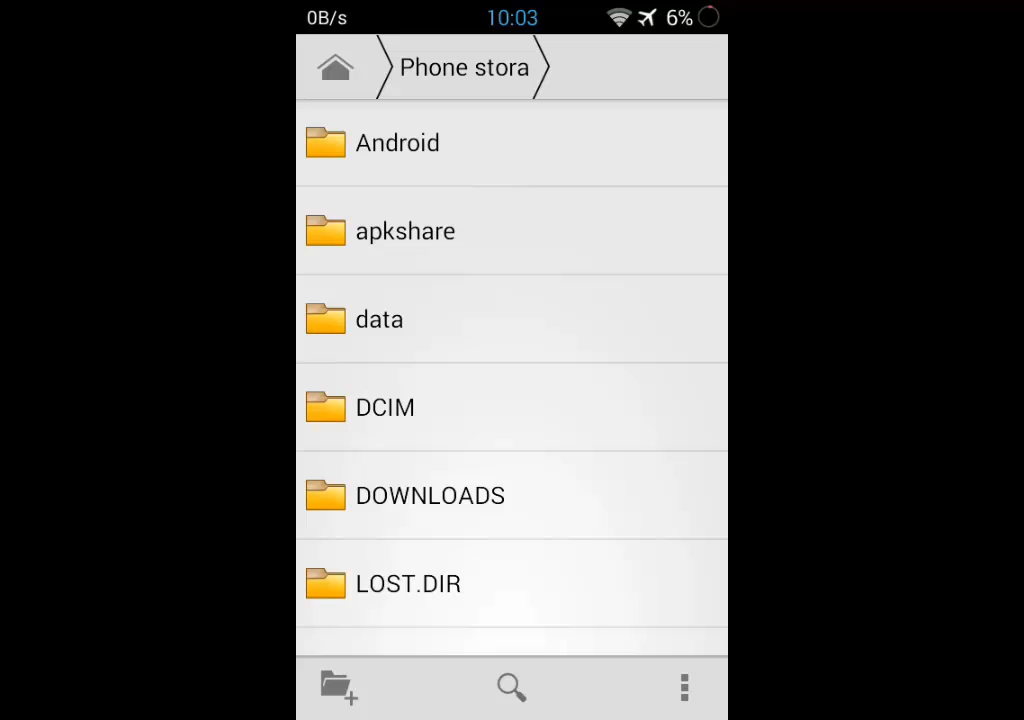 0B/s 10:03 6%
Phone stora
Android
apkshare
data
DCIM
DOWNLOADS
LOST.DIR